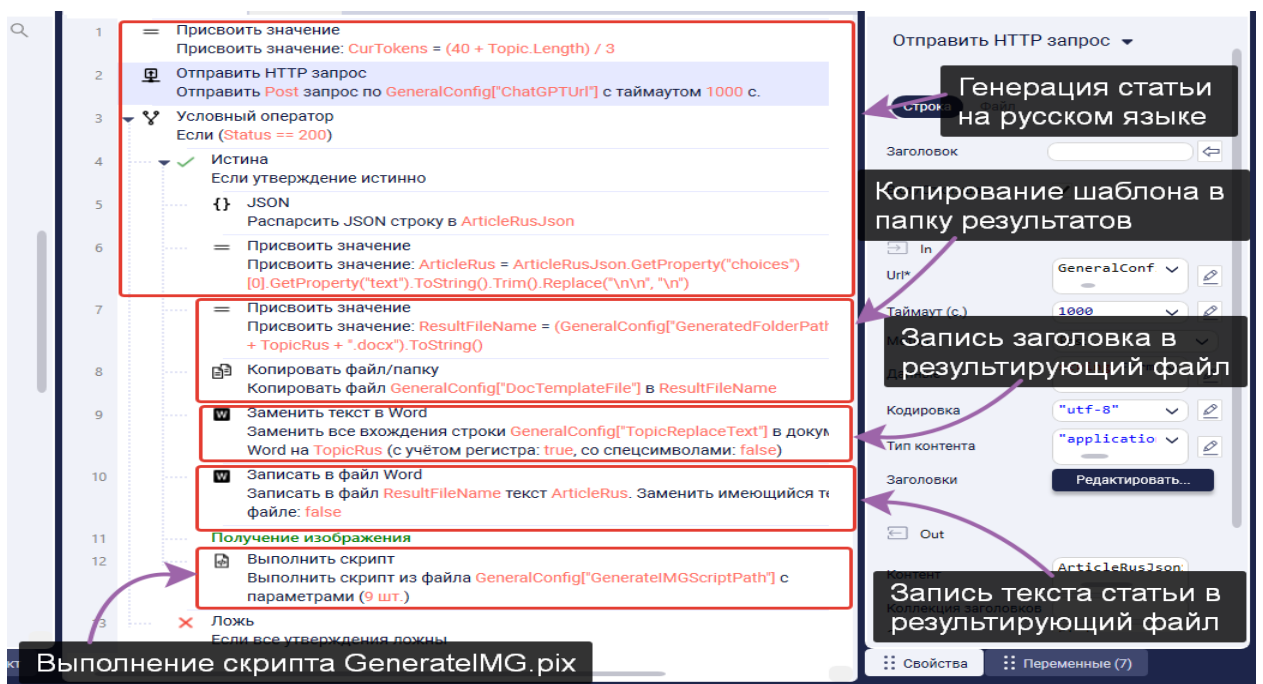 1
Присвоить значение
Присвоить значение: CurTokens = (40 + Topic.Length) / 3
2
Отправить HTTP запрос
Отправить Post запрос по GeneralConfig["ChatGPTUrl"] с таймаутом 1000 с.
3
Условный оператор
Если (Status == 200)
4
Истина
Если утверждение истинно
5
{} JSON
Распарсить JSON строку в ArticleRusJson
6
Присвоить значение
Присвоить значение: ArticleRus = ArticleRusJson.GetProperty("choices")
[0].GetProperty("text").ToString().Trim().Replace("\n\n", "\n")
7
Присвоить значение
Присвоить значение: ResultFileName = (GeneralConfig["GeneratedFolderPath
+ TopicRus + ".docx").ToString()
8
Копировать файл/папку
Копировать файл GeneralConfig["DocTemplateFile"] в ResultFileName
9
Заменить текст в Word
Заменить все вхождения строки GeneralConfig["TopicReplaceText"] в докум
Word на TopicRus (с учётом регистра: true, со спецсимволами: false)
10
Записать в файл Word
Записать в файл ResultFileName текст ArticleRus. Заменить имеющийся те
файле: false
11
Получение изображения
12
Выполнить скрипт
Выполнить скрипт из файла GeneralConfig["GenerateIMGScriptPath"] с
параметрами (9 шт.)
13
Ложь
Если все утверждения ложны
Выполнение скрипта GenerateIMG.pix
Отправить HTTP запрос
Генерация статьи
на русском языке
Строка
Файл
Заголовок
Копирование шаблона в
папку результатов
In
Url*
GeneralConf
Таймаут (с.)
1000
Запись заголовка в
результирующий файл
Кодировка
"utf-8"
Тип контента
"applicatio
Заголовки
Редактировать...
Out
Контент
ArticleRusJson
Запись текста статьи в
результирующий файл
Коллекция заголовков
Свойства
Переменные (7)